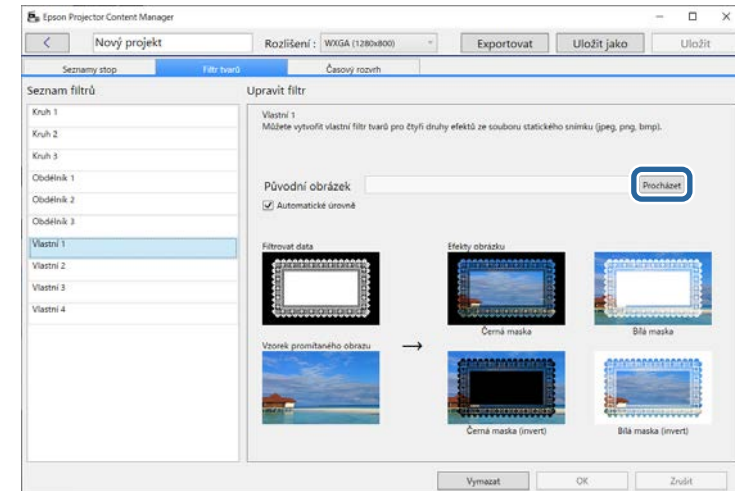 Epson Projector Content Manager
Nový projekt
Rozlišení : WXGA (1280x800)
Exportovat
Uložit jako
Uložit
Seznamy stop
Filtr tvarů
Časový rozvrh
Seznam filtrů
Kruh 1
Kruh 2
Kruh 3
Obdélník 1
Obdélník 2
Obdélník 3
Vlastní 1
Vlastní 2
Vlastní 3
Vlastní 4
Upravit filtr
Vlastní 1
Můžete vytvořit vlastní filtr tvarů pro čtyři druhy efektů ze souboru statického snímku (jpeg, png, bmp).
Původní obrázek
Procházet
Automatické úrovně
Filtrovat data
Efekty obrázku
Černá maska
Bílá maska
Vzorek promítaného obrazu
→
Černá maska (invert)
Bílá maska (invert)
Vymazat
OK
Zrušit